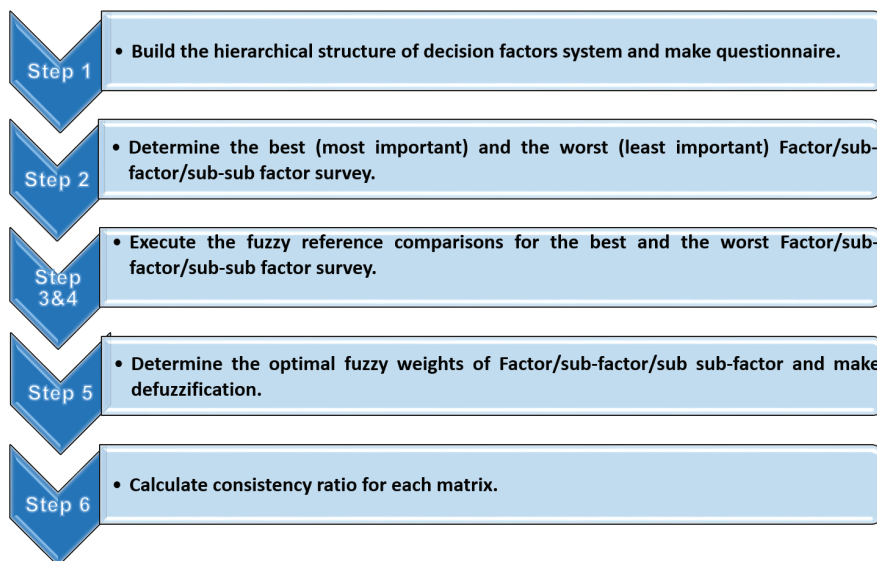 Step 1
• Build the hierarchical structure of decision factors system and make questionnaire.
Step 2
• Determine the best (most important) and the worst (least important) Factor/sub-
factor/sub-sub factor survey.
Step
3&4
• Execute the fuzzy reference comparisons for the best and the worst Factor/sub-
factor/sub-sub factor survey.
Step 5
• Determine the optimal fuzzy weights of Factor/sub-factor/sub sub-factor and make
defuzzification.
Step 6
• Calculate consistency ratio for each matrix.